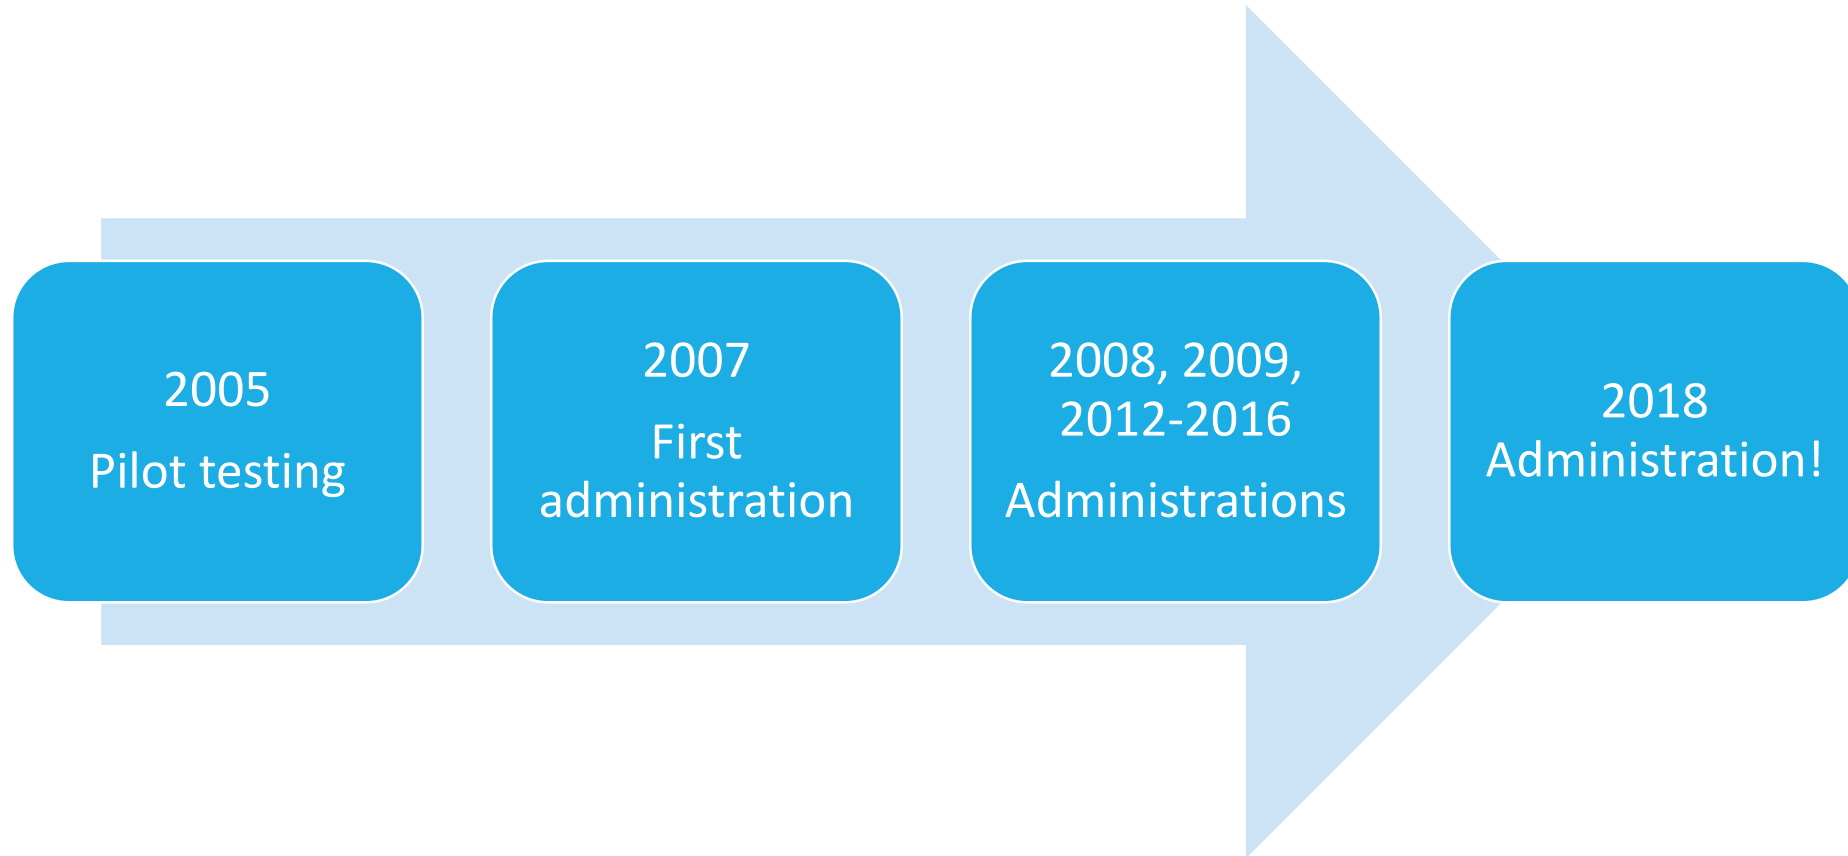 2005
Pilot testing
2007
First
administration
2008, 2009,
2012-2016
Administrations
2018
Administration!